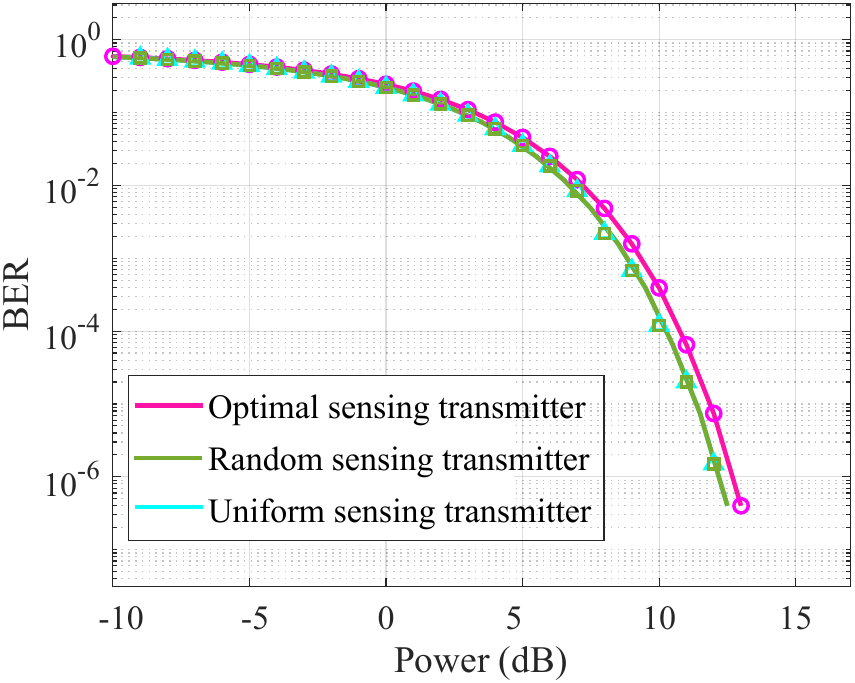 10^0
10^-2
10^-4
10^-6
BER
Optimal sensing transmitter
Random sensing transmitter
Uniform sensing transmitter
-10 -5 0 5 10 15
Power (dB)